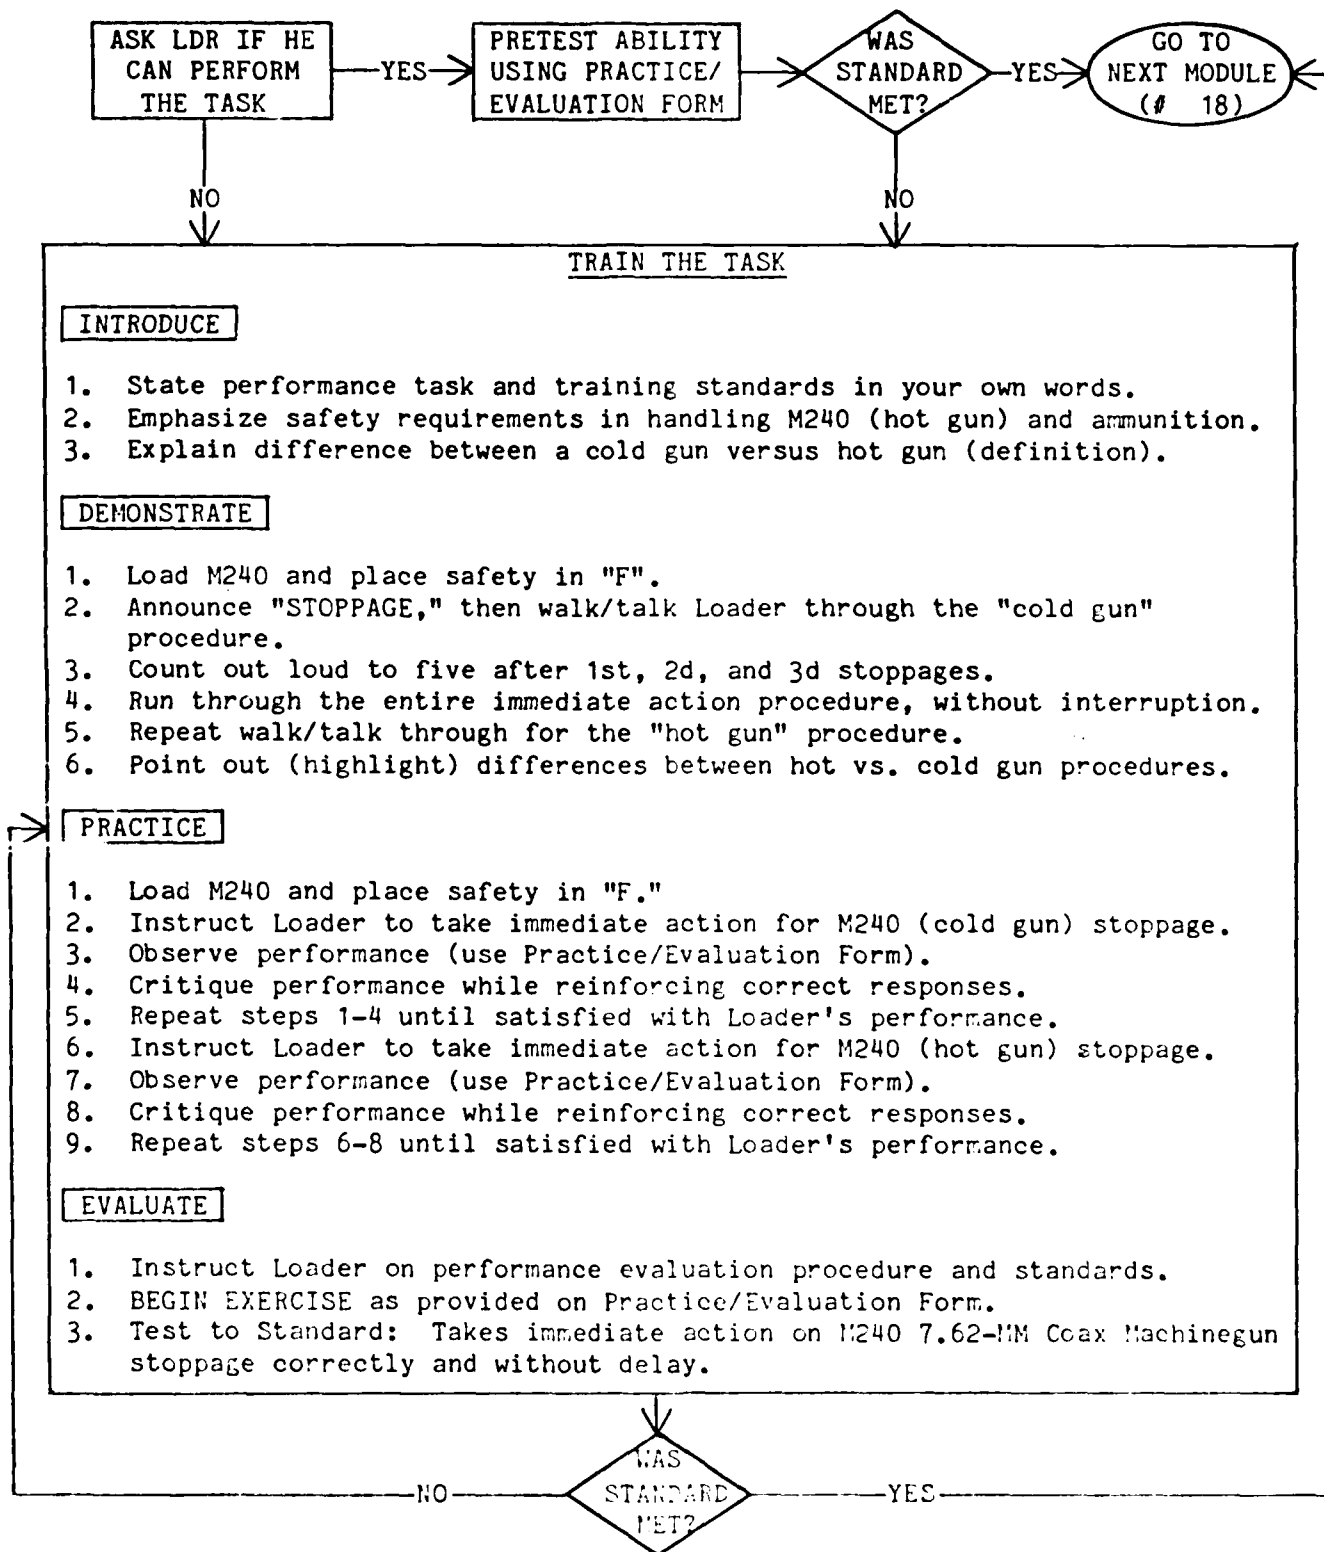 ASK LDR IF HE
CAN PERFORM
THE TASK
YES
PRETEST ABILITY
USING PRACTICE/
EVALUATION FORM
WAS
STANDARD
MET?
YES
GO TO
NEXT MODULE
(# 18)
NO
NO
TRAIN THE TASK
INTRODUCE
1. State performance task and training standards in your own words.
2. Emphasize safety requirements in handling M240 (hot gun) and ammunition.
3. Explain difference between a cold gun versus hot gun (definition).
DEMONSTRATE
1. Load M240 and place safety in "F".
2. Announce "STOPPAGE," then walk/talk Loader through the "cold gun"
procedure.
3. Count out loud to five after 1st, 2d, and 3d stoppages.
4. Run through the entire immediate action procedure, without interruption.
5. Repeat walk/talk through for the "hot gun" procedure.
6. Point out (highlight) differences between hot vs. cold gun procedures.
PRACTICE
1. Load M240 and place safety in "F."
2. Instruct Loader to take immediate action for M240 (cold gun) stoppage.
3. Observe performance (use Practice/Evaluation Form).
4. Critique performance while reinforcing correct responses.
5. Repeat steps 1-4 until satisfied with Loader's performance.
6. Instruct Loader to take immediate action for M240 (hot gun) stoppage.
7. Observe performance (use Practice/Evaluation Form).
8. Critique performance while reinforcing correct responses.
9. Repeat steps 6-8 until satisfied with Loader's performance.
EVALUATE
1. Instruct Loader on performance evaluation procedure and standards.
2. BEGIN EXERCISE as provided on Practice/Evaluation Form.
3. Test to Standard: Takes immediate action on M240 7.62-MM Coax Machinegun
stoppage correctly and without delay.
WAS
STANDARD
MET?
NO
YES